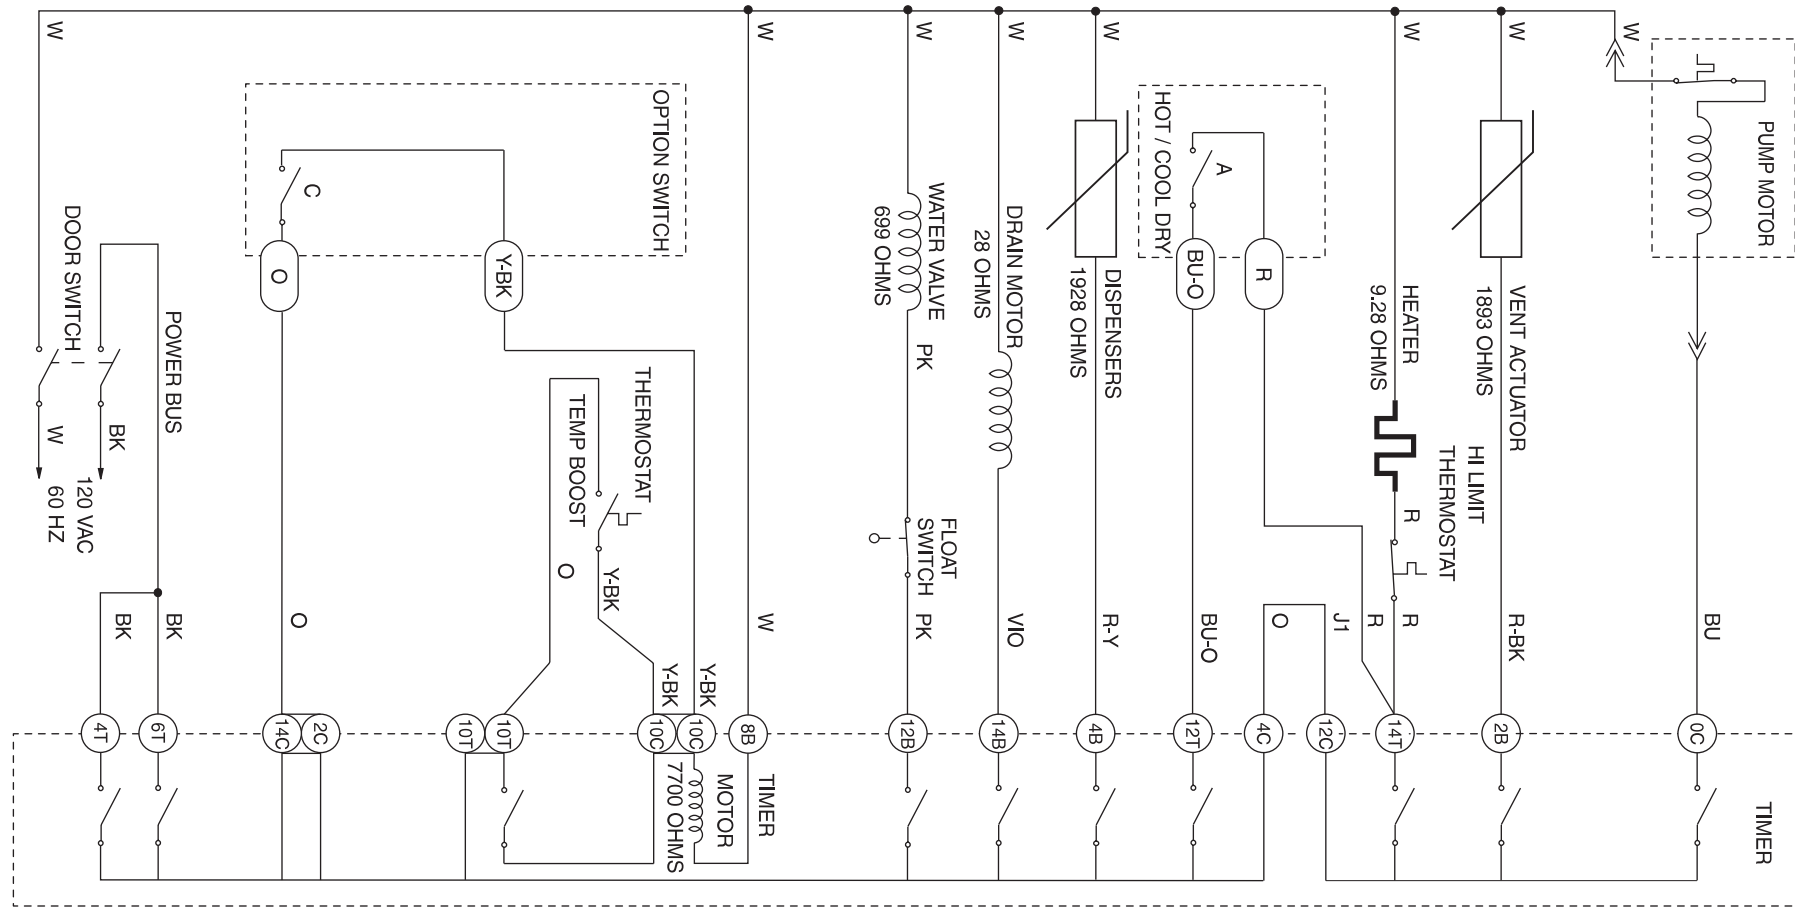 W
W
W
W
W
W
W
W
PUMP MOTOR
OPTION SWITCH
C
O
Y-BK
HOT / COOL DRY
A
BU-O
R
DOOR SWITCH
POWER BUS
BK
W
120 VAC
60 HZ
WATER VALVE
699 OHMS
PK
DRAIN MOTOR
28 OHMS
DISPENSERS
1928 OHMS
HEATER
9.28 OHMS
VENT ACTUATOR
1893 OHMS
HI LIMIT
THERMOSTAT
R
THERMOSTAT
TEMP BOOST
O
Y-BK
FLOAT
SWITCH
BK
BK
O
Y-BK
Y-BK
W
PK
VIO
R-Y
BU-O
O
J1
R
R
R-BK
BU
4T
6T
14C
2C
10T
10T
10C
10C
8B
12B
14B
4B
12T
4C
12C
14T
2B
0C
TIMER
MOTOR
7700 OHMS
TIMER